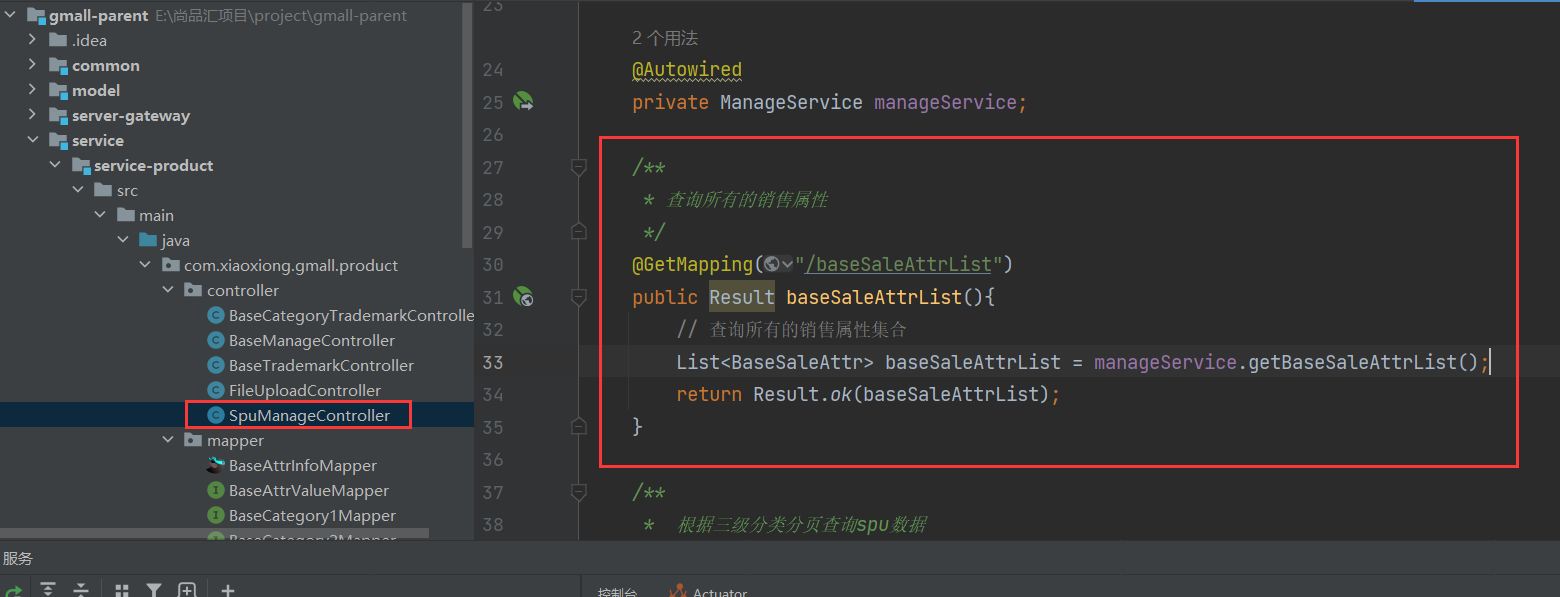 gmall-parent E:\尚品汇项目\project\gmall-parent
.idea
common
model
server-gateway
service
service-product
src
main
java
com.xiaoxiong.gmall.product
controller
BaseCategoryTrademarkControlle
BaseManageController
BaseTrademarkController
FileUploadController
SpuManageController
mapper
BaseAttrInfoMapper
BaseAttrValueMapper
BaseCategory1Mapper
BaseCategory2Mapper
23
2 个用法
24 @Autowired
25 private ManageService manageService;
26
27 /**
28 * 查询所有的销售属性
29 */
30 @GetMapping("/baseSaleAttrList")
31 public Result baseSaleAttrList(){
32 // 查询所有的销售属性集合
33 List<BaseSaleAttr> baseSaleAttrList = manageService.getBaseSaleAttrList();
34 return Result.ok(baseSaleAttrList);
35 }
36
37 /**
38 * 根据三级分类分页查询spu数据
服务
控制台 Actuator